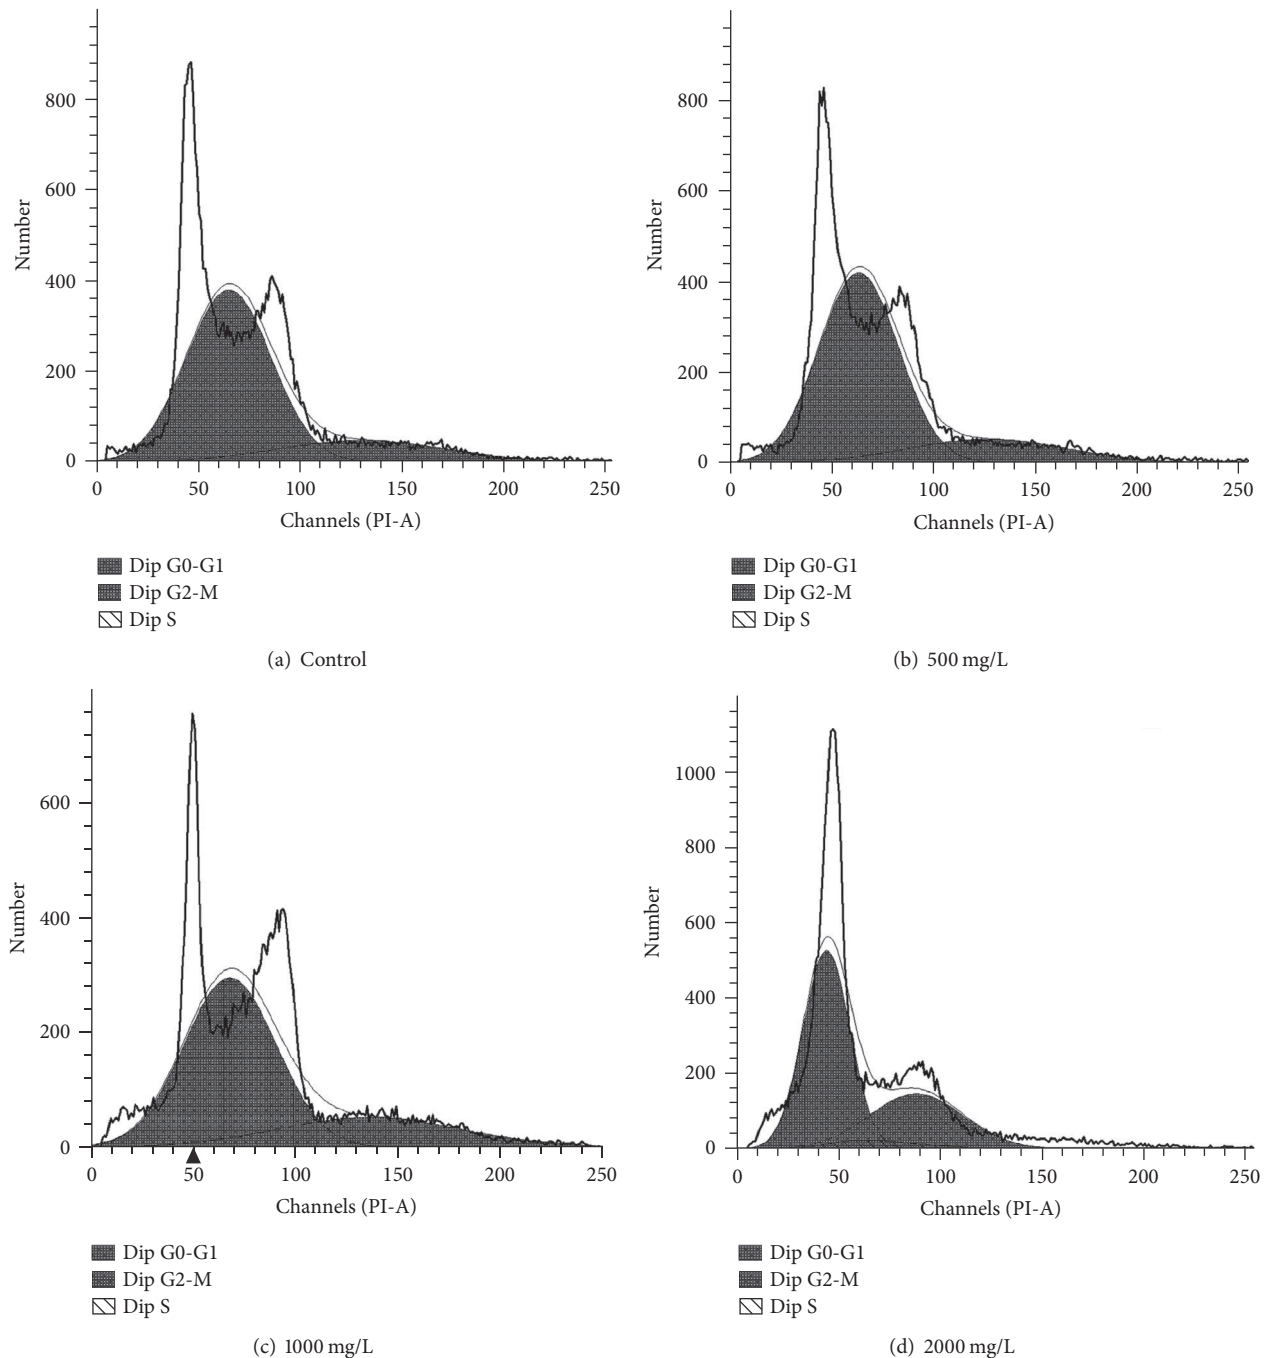 800
600
400
200
0
Number
0 50 100 150 200 250
Channels (PI-A)
Dip G0-G1
Dip G2-M
Dip S
(a) Control
800
600
400
200
0
Number
0 50 100 150 200 250
Channels (PI-A)
Dip G0-G1
Dip G2-M
Dip S
(b) 500 mg/L
600
400
200
0
Number
0 50 100 150 200 250
Channels (PI-A)
Dip G0-G1
Dip G2-M
Dip S
(c) 1000 mg/L
1000
800
600
400
200
0
Number
0 50 100 150 200 250
Channels (PI-A)
Dip G0-G1
Dip G2-M
Dip S
(d) 2000 mg/L